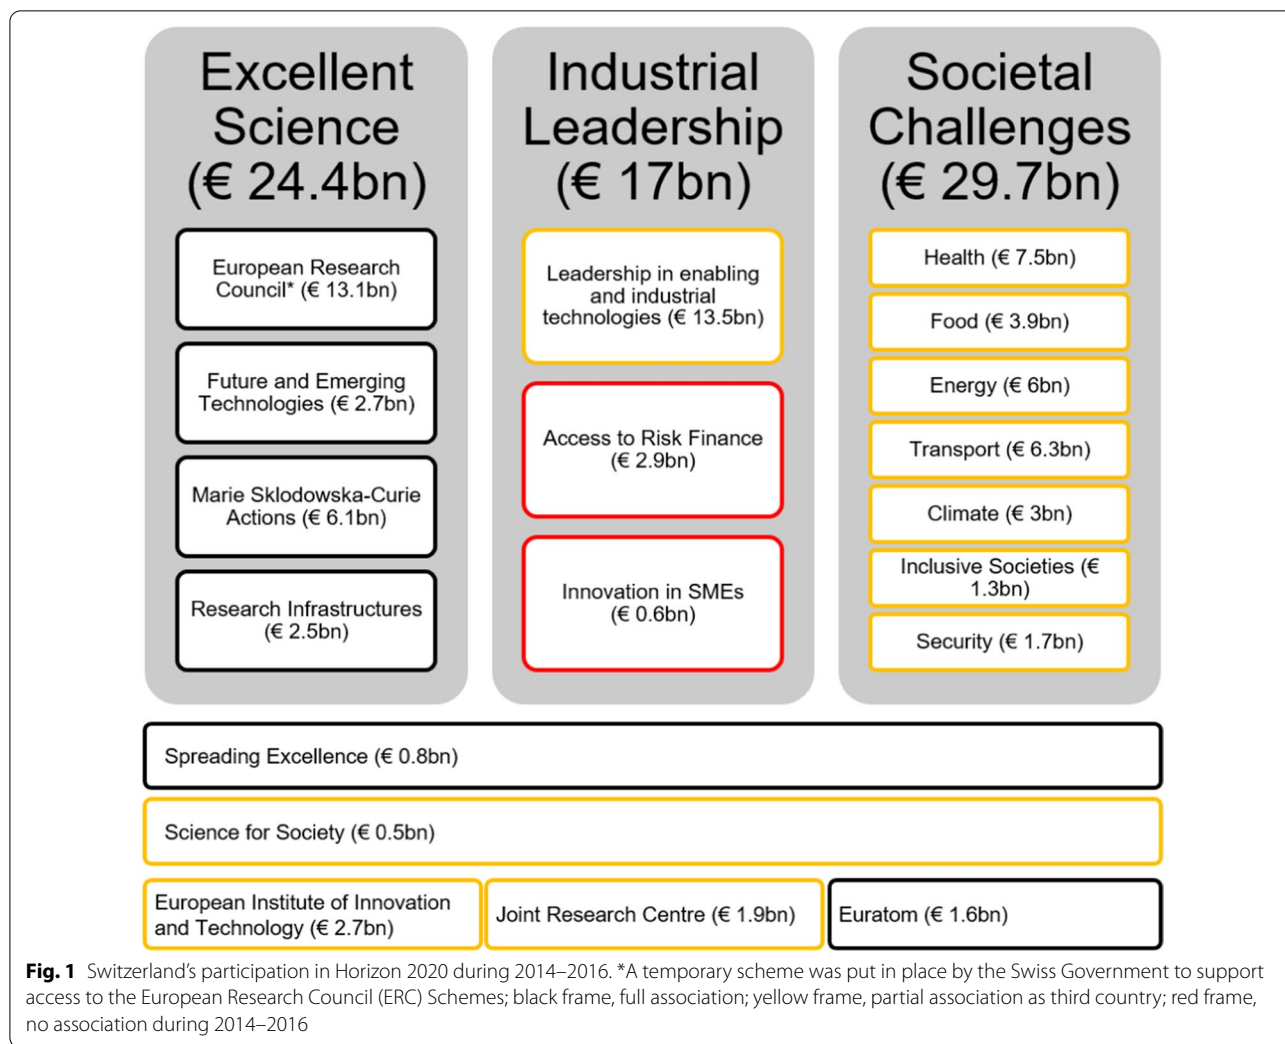 Excellent
Science
(€ 24.4bn)
European Research
Council* (€ 13.1bn)
Future and Emerging
Technologies (€ 2.7bn)
Marie Sklodowska-Curie
Actions (€ 6.1bn)
Research Infrastructures
(€ 2.5bn)
Industrial
Leadership
(€ 17bn)
Leadership in enabling
and industrial
technologies (€ 13.5bn)
Access to Risk Finance
(€ 2.9bn)
Innovation in SMEs
(€ 0.6bn)
Societal
Challenges
(€ 29.7bn)
Health (€ 7.5bn)
Food (€ 3.9bn)
Energy (€ 6bn)
Transport (€ 6.3bn)
Climate (€ 3bn)
Inclusive Societies (€
1.3bn)
Security (€ 1.7bn)
Spreading Excellence (€ 0.8bn)
Science for Society (€ 0.5bn)
European Institute of Innovation
and Technology (€ 2.7bn)
Joint Research Centre (€ 1.9bn)
Euratom (€ 1.6bn)
Fig. 1 Switzerland’s participation in Horizon 2020 during 2014–2016. *A temporary scheme was put in place by the Swiss Government to support
access to the European Research Council (ERC) Schemes; black frame, full association; yellow frame, partial association as third country; red frame,
no association during 2014–2016